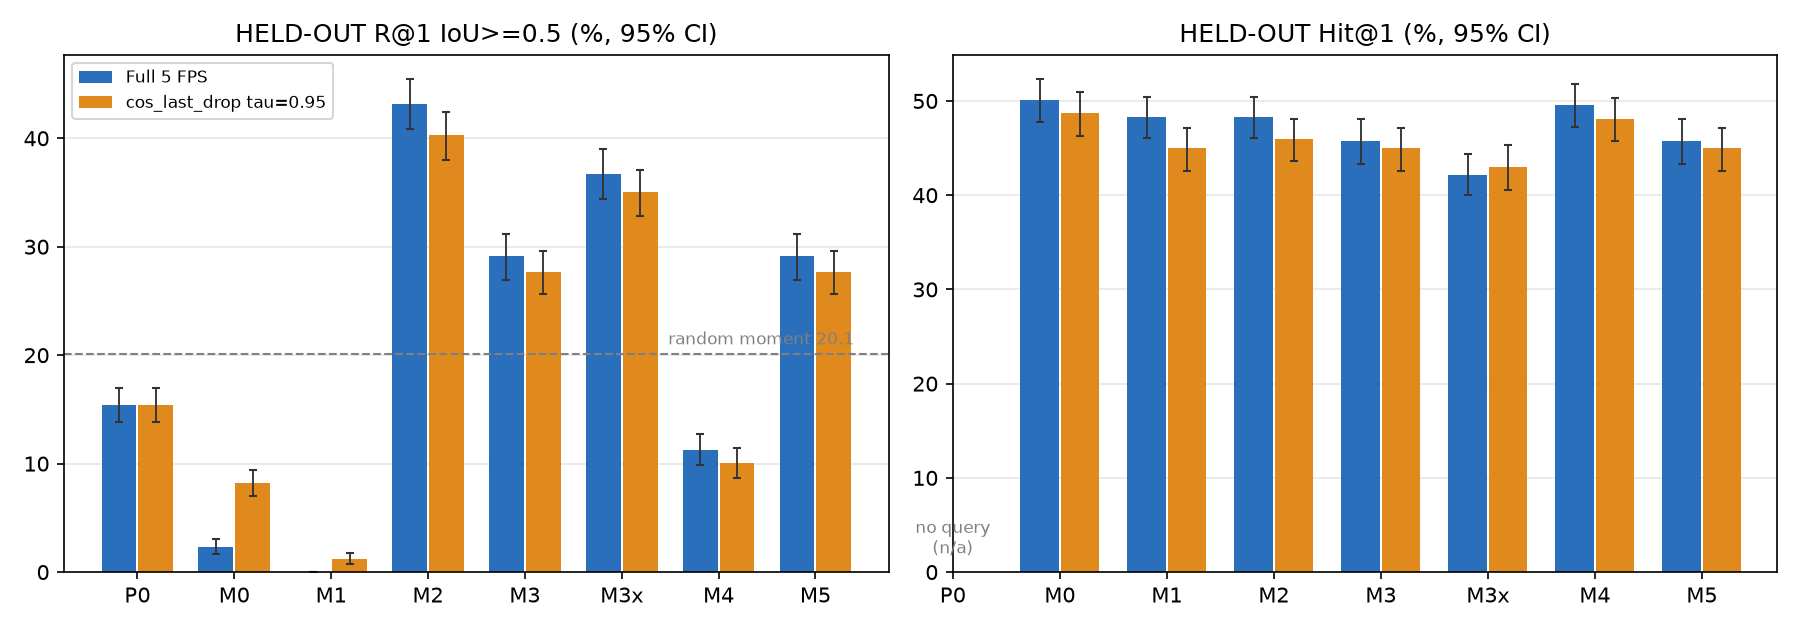 HELD-OUT R@1 IoU>=0.5 (%, 95% CI)
Full 5 FPS
cos_last_drop tau=0.95
40
30
20
10
0
random moment 20.1
P0 M0 M1 M2 M3 M3x M4 M5
HELD-OUT Hit@1 (%, 95% CI)
50
40
30
20
10
0
no query
(n/a)
P0 M0 M1 M2 M3 M3x M4 M5